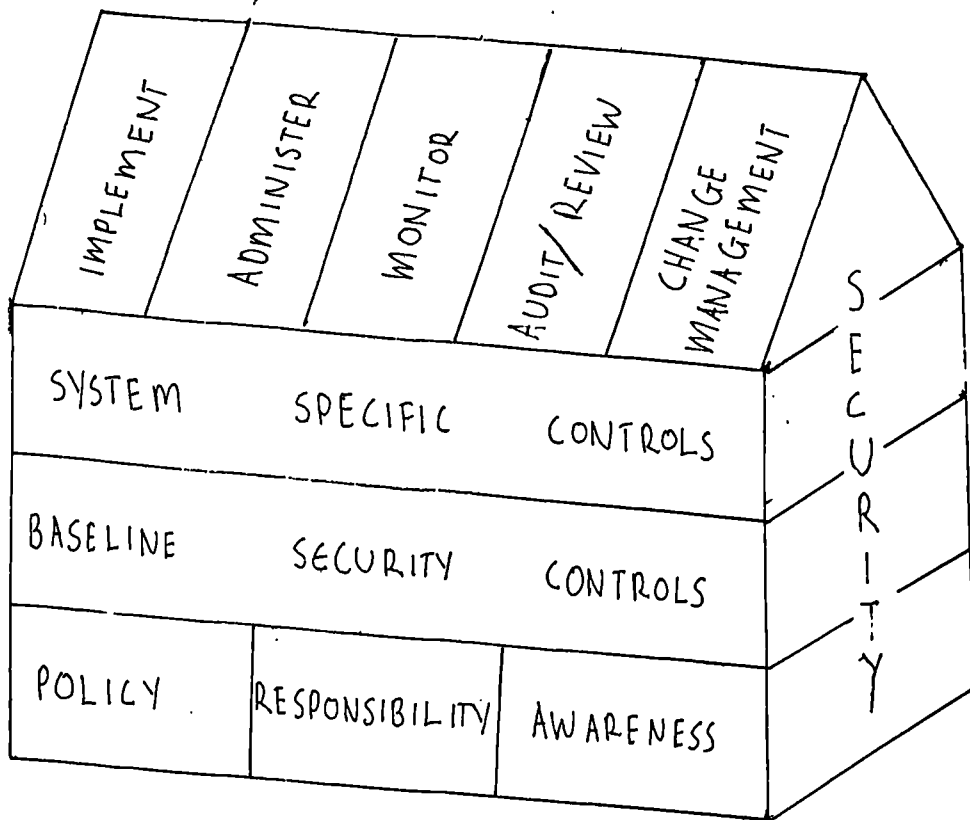 IMPLEMENT
ADMINISTER
MONITOR
AUDIT/REVIEW
CHANGE
MANAGEMENT
SYSTEM SPECIFIC CONTROLS
BASELINE SECURITY CONTROLS
POLICY RESPONSIBILITY AWARENESS
SECURITY